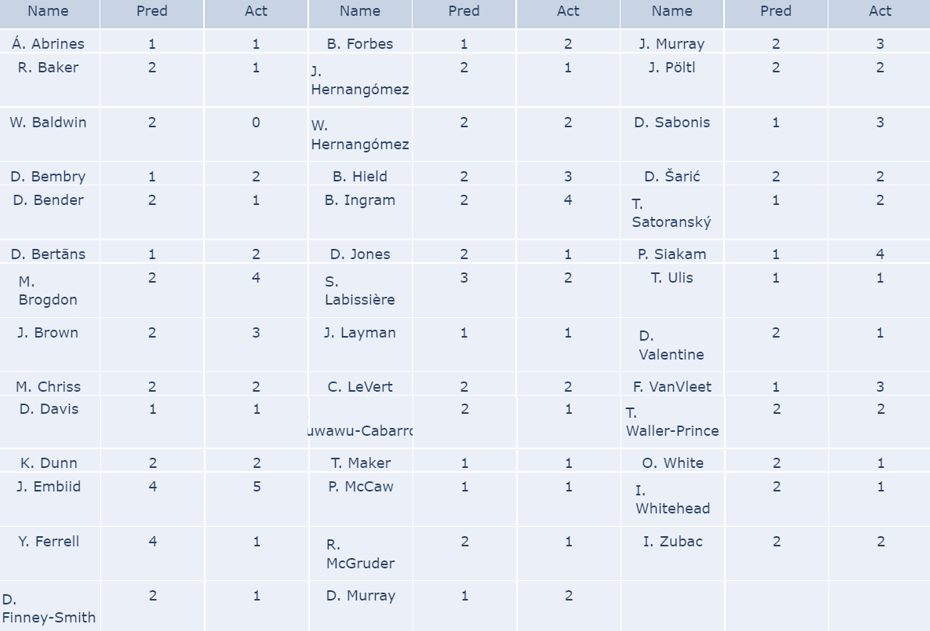 Name Pred Act Name Pred Act Name Pred Act
Á. Abrines 1 1 B. Forbes 1 2 J. Murray 2 3
R. Baker 2 1 J. Hernangómez 2 1 J. Pöltl 2 2
W. Baldwin 2 0 W. Hernangómez 2 2 D. Sabonis 1 3
D. Bembry 1 2 B. Hield 2 3 D. Šarić 2 2
D. Bender 2 1 B. Ingram 2 4 T. Satoranský 1 2
D. Bertāns 1 2 D. Jones 2 1 P. Siakam 1 4
M. Brogdon 2 4 S. Labissière 3 2 T. Ulis 1 1
J. Brown 2 3 J. Layman 1 1 D. Valentine 2 1
M. Chriss 2 2 C. LeVert 2 2 F. VanVleet 1 3
D. Davis 1 1 uwawu-Cabarro 2 1 T. Waller-Prince 2 2
K. Dunn 2 2 T. Maker 1 1 O. White 2 1
J. Embiid 4 5 P. McCaw 1 1 I. Whitehead 2 1
Y. Ferrell 4 1 R. McGruder 2 1 I. Zubac 2 2
D. Finney-Smith 2 1 D. Murray 1 2